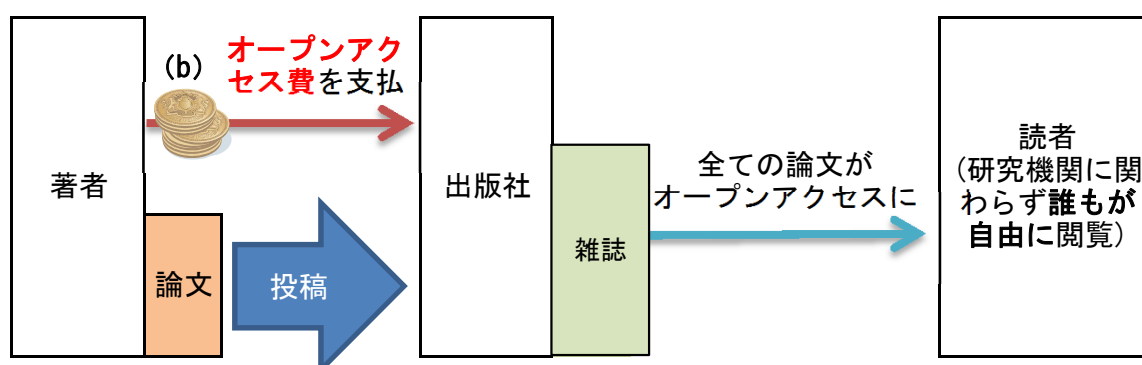 著者
(b)
オープンアク
セス費を支払
論文
投稿
出版社
雑誌
全ての論文が
オープンアクセスに
読者
（研究機関に関
わらず誰もが
自由に閲覧）